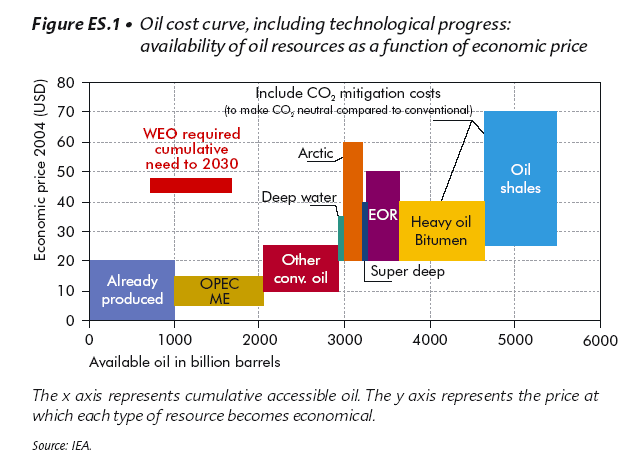 Figure ES.1 • Oil cost curve, including technological progress:
availability of oil resources as a function of economic price
Economic price 2004 (USD)
80
70
60
50
40
30
20
10
0
Include CO₂ mitigation costs
(to make CO₂ neutral compared to conventional)
WEO required
cumulative
need to 2030
Arctic
Deep water
Oil
shales
EOR
Heavy oil
Bitumen
Other
conv. oil
Super deep
Already
produced
OPEC
ME
0 1000 2000 3000 4000 5000 6000
Available oil in billion barrels
The x axis represents cumulative accessible oil. The y axis represents the price at
which each type of resource becomes economical.
Source: IEA.